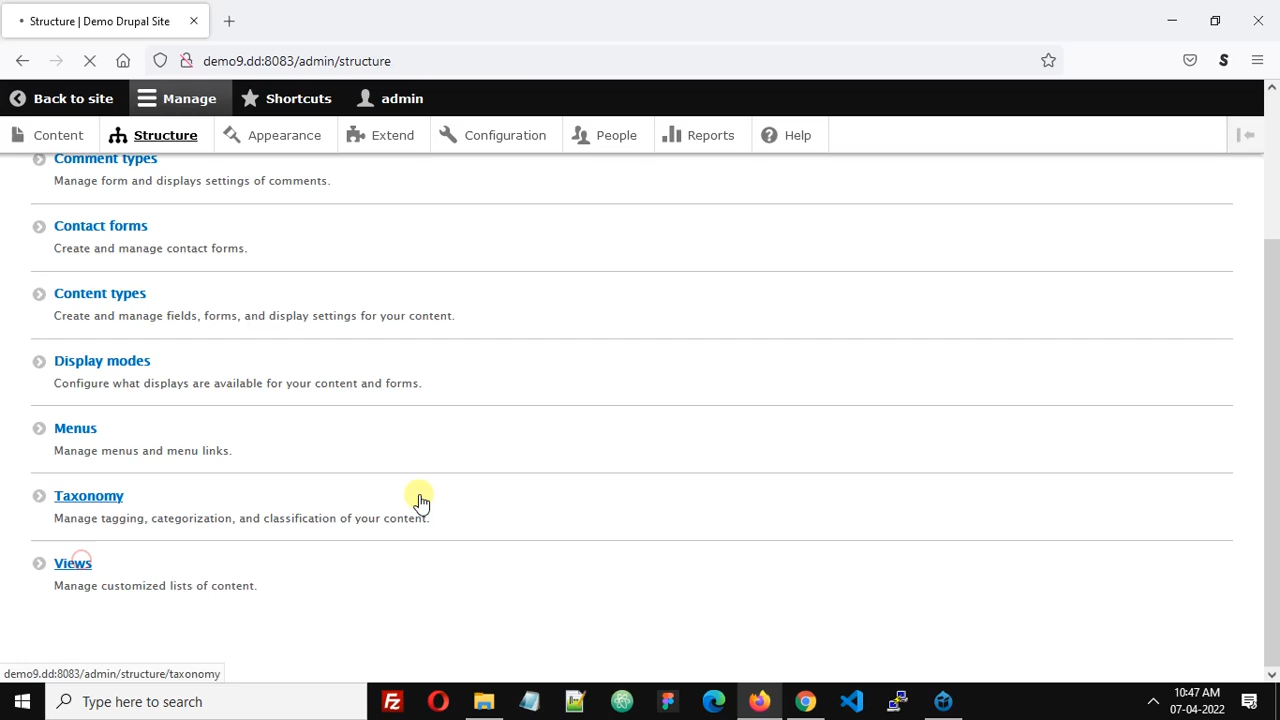 Structure | Demo Drupal Site
demo9.dd:8083/admin/structure
S
Back to site
Manage
Shortcuts
admin
Content
Structure
Appearance
Extend
Configuration
People
Reports
Help
Comment types
Manage form and displays settings of comments.
Contact forms
Create and manage contact forms.
Content types
Create and manage fields, forms, and display settings for your content.
Display modes
Configure what displays are available for your content and forms.
Menus
Manage menus and menu links.
Taxonomy
Manage tagging, categorization, and classification of your content.
Views
Manage customized lists of content.
demo9.dd:8083/admin/structure/taxonomy
Type here to search
10:47 AM
07-04-2022